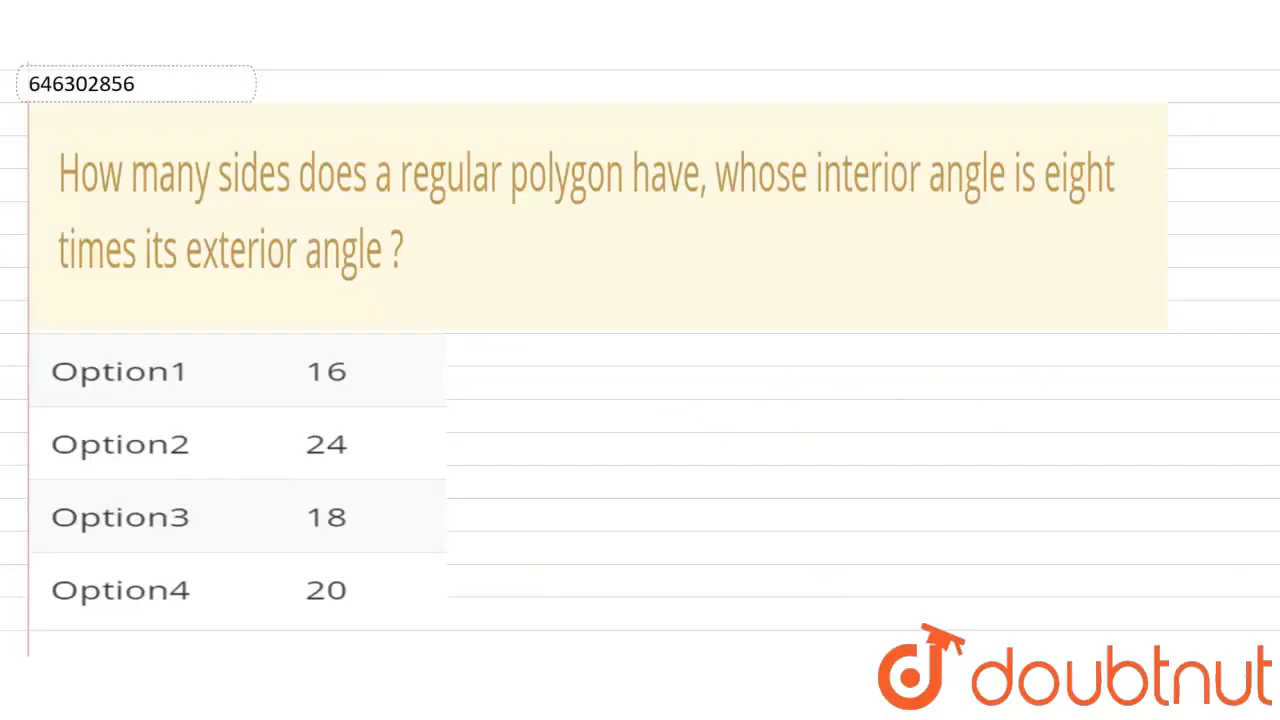 646302856
How many sides does a regular polygon have, whose interior angle is eight
times its exterior angle ?
Option1 16
Option2 24
Option3 18
Option4 20
doubtnut